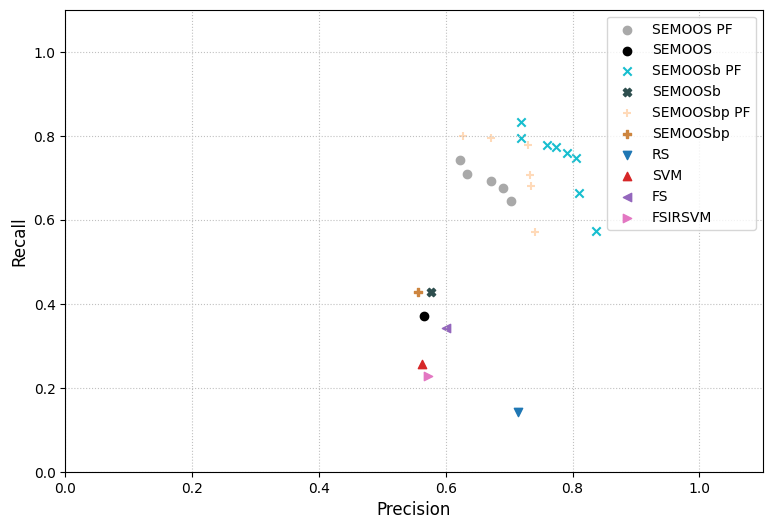 SEMOOS PF
SEMOOS
SEMOOSb PF
SEMOOSb
SEMOOSbp PF
SEMOOSbp
RS
SVM
FS
FSIRSVM
1.0
0.8
0.6
0.4
0.2
0.0
Recall
0.0 0.2 0.4 0.6 0.8 1.0
Precision